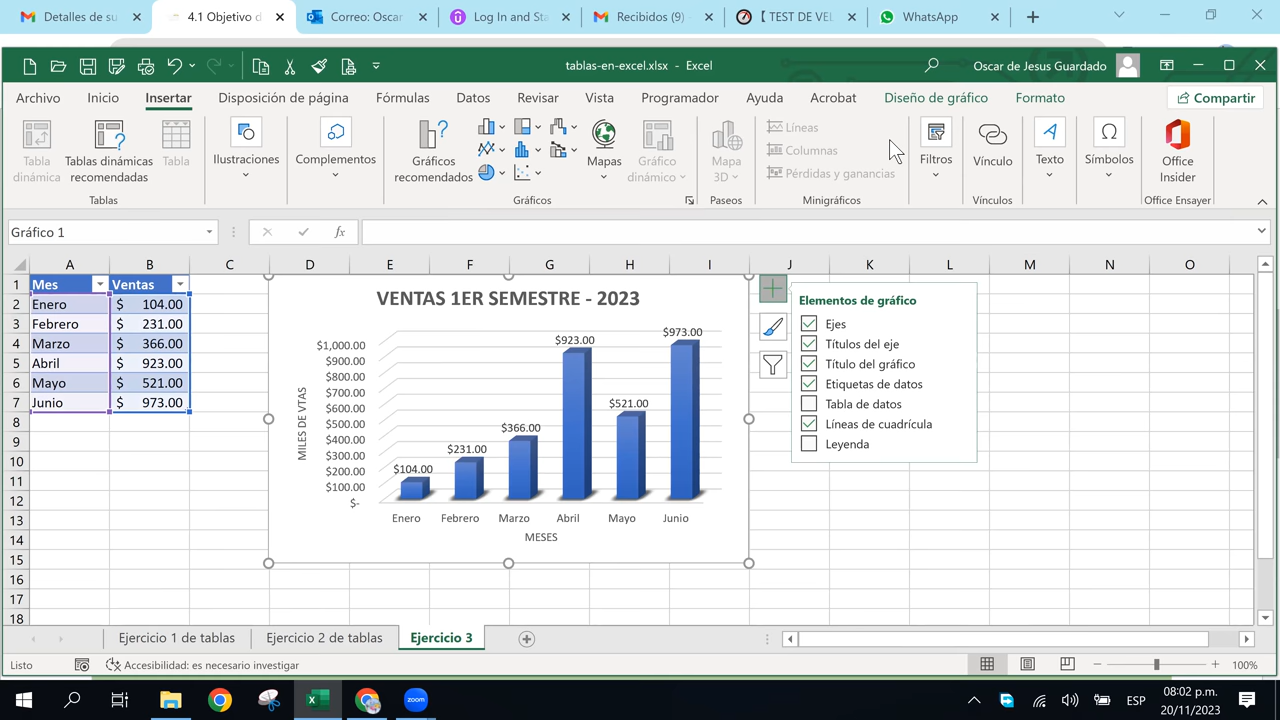 Detalles de su
4.1 Objetivo d
Correo: Oscar
Log In and Sta
Recibidos (9) -
【 TEST DE VEL
WhatsApp
tablas-en-excel.xlsx - Excel
Oscar de Jesus Guardado
Archivo
Inicio
Insertar
Disposición de página
Fórmulas
Datos
Revisar
Vista
Programador
Ayuda
Acrobat
Diseño de gráfico
Formato
Compartir
Tabla
dinámica
Tablas dinámicas
recomendadas
Tabla
Ilustraciones
Complementos
Gráficos
recomendados
Mapas
Gráfico
dinámico
Mapa
3D
Líneas
Columnas
Pérdidas y ganancias
Filtros
Vínculo
Texto
Símbolos
Office
Insider
Tablas
Gráficos
Paseos
Minigráficos
Vínculos
Office Ensayer
Gráfico 1
fx
A B C D E F G H I J K L M N O
1 Mes Ventas
2 Enero $ 104.00
3 Febrero $ 231.00
4 Marzo $ 366.00
5 Abril $ 923.00
6 Mayo $ 521.00
7 Junio $ 973.00
8
9
10
11
12
13
14
15
16
17
18
VENTAS 1ER SEMESTRE - 2023
MILES DE VTAS
$1,000.00
$900.00
$800.00
$700.00
$600.00
$500.00
$400.00
$300.00
$200.00
$100.00
$-
$104.00
$231.00
$366.00
$923.00
$521.00
$973.00
Enero Febrero Marzo Abril Mayo Junio
MESES
Elementos de gráfico
Ejes
Títulos del eje
Título del gráfico
Etiquetas de datos
Tabla de datos
Líneas de cuadrícula
Leyenda
Ejercicio 1 de tablas
Ejercicio 2 de tablas
Ejercicio 3
Listo
Accesibilidad: es necesario investigar
100%
zoom
ESP
08:02 p.m.
20/11/2023